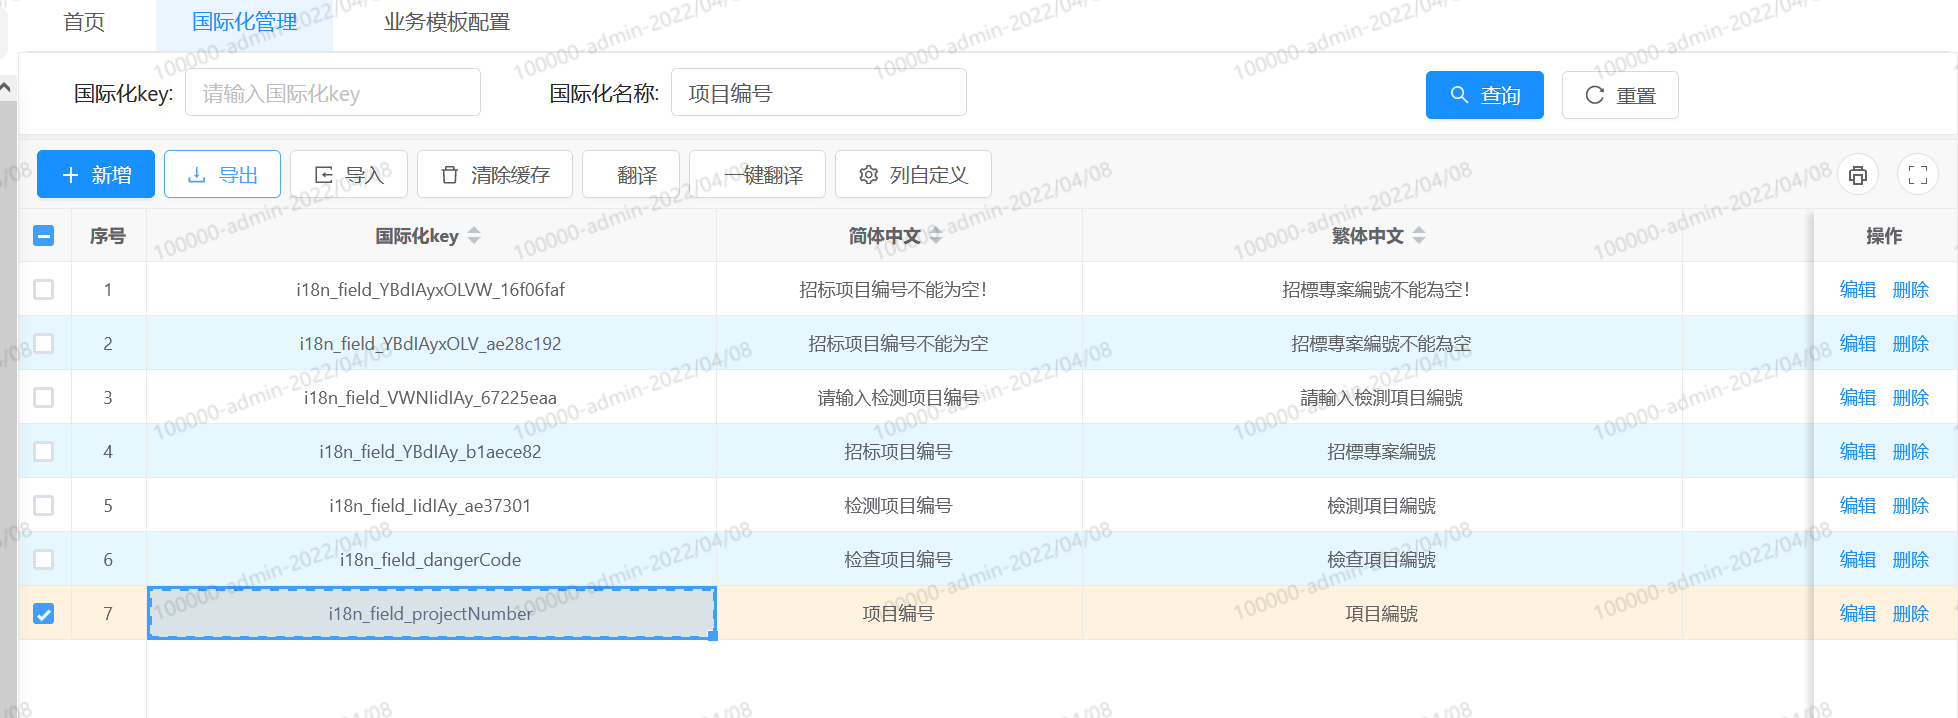 首页 国际化管理 业务模板配置
国际化key: 请输入国际化key 国际化名称: 项目编号 查询 重置
新增 导出 导入 清除缓存 翻译 一键翻译 列自定义
序号 国际化key 简体中文 繁体中文 操作
1 i18n_field_YBdIAyxOLVW_16f06faf 招标项目编号不能为空! 招標專案編號不能為空! 编辑 删除
2 i18n_field_YBdIAyxOLV_ae28c192 招标项目编号不能为空 招標專案編號不能為空 编辑 删除
3 i18n_field_VWNIidIAy_67225eaa 请输入检测项目编号 請輸入檢測項目編號 编辑 删除
4 i18n_field_YBdIAy_b1aece82 招标项目编号 招標專案編號 编辑 删除
5 i18n_field_IidIAy_ae37301 检测项目编号 檢測項目編號 编辑 删除
6 i18n_field_dangerCode 检查项目编号 檢查項目編號 编辑 删除
7 i18n_field_projectNumber 项目编号 項目編號 编辑 删除
100000-admin-2022/04/08